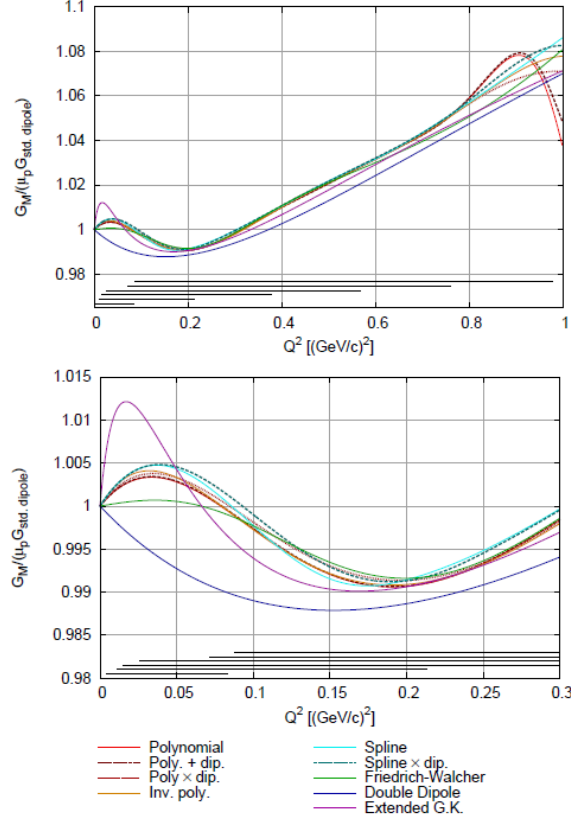 1.1
1.08
1.06
1.04
1.02
1
0.98
G_M/(μ_p G_std. dipole)
0 0.2 0.4 0.6 0.8 1
Q² [(GeV/c)²]
1.015
1.01
1.005
1
0.995
0.99
0.985
0.98
G_M/(μ_p G_std. dipole)
0 0.05 0.1 0.15 0.2 0.25 0.3
Q² [(GeV/c)²]
Polynomial
Poly. + dip.
Poly × dip.
Inv. poly.
Spline
Spline × dip.
Friedrich-Walcher
Double Dipole
Extended G.K.